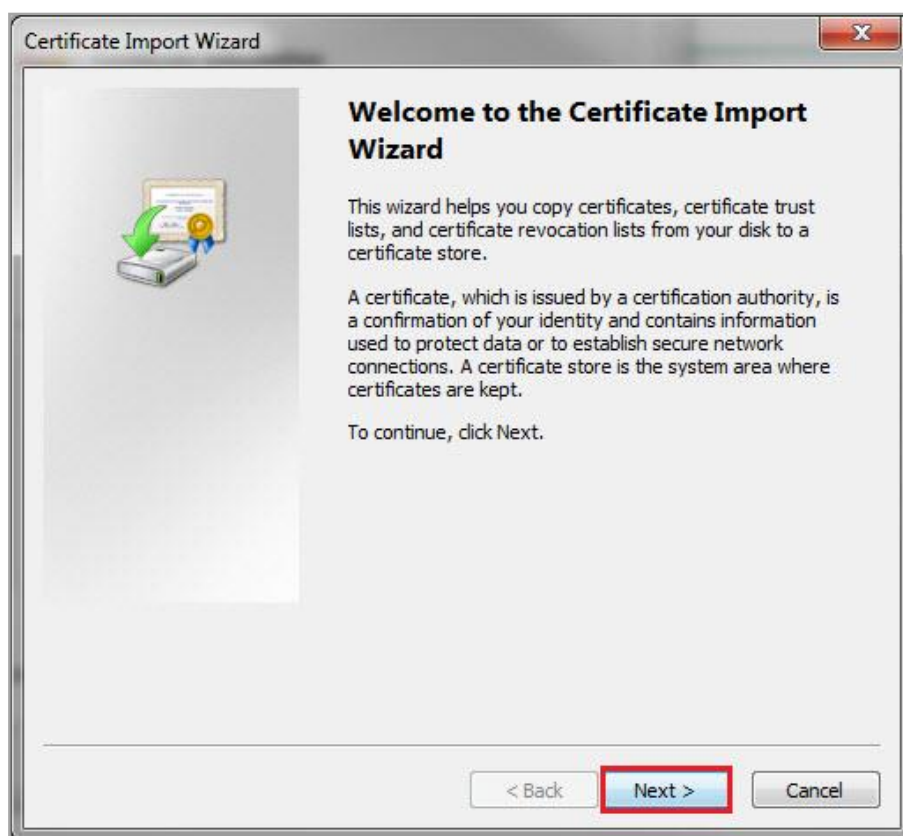 Certificate Import Wizard
X
Welcome to the Certificate Import
Wizard
This wizard helps you copy certificates, certificate trust
lists, and certificate revocation lists from your disk to a
certificate store.
A certificate, which is issued by a certification authority, is
a confirmation of your identity and contains information
used to protect data or to establish secure network
connections. A certificate store is the system area where
certificates are kept.
To continue, click Next.
< Back Next > Cancel